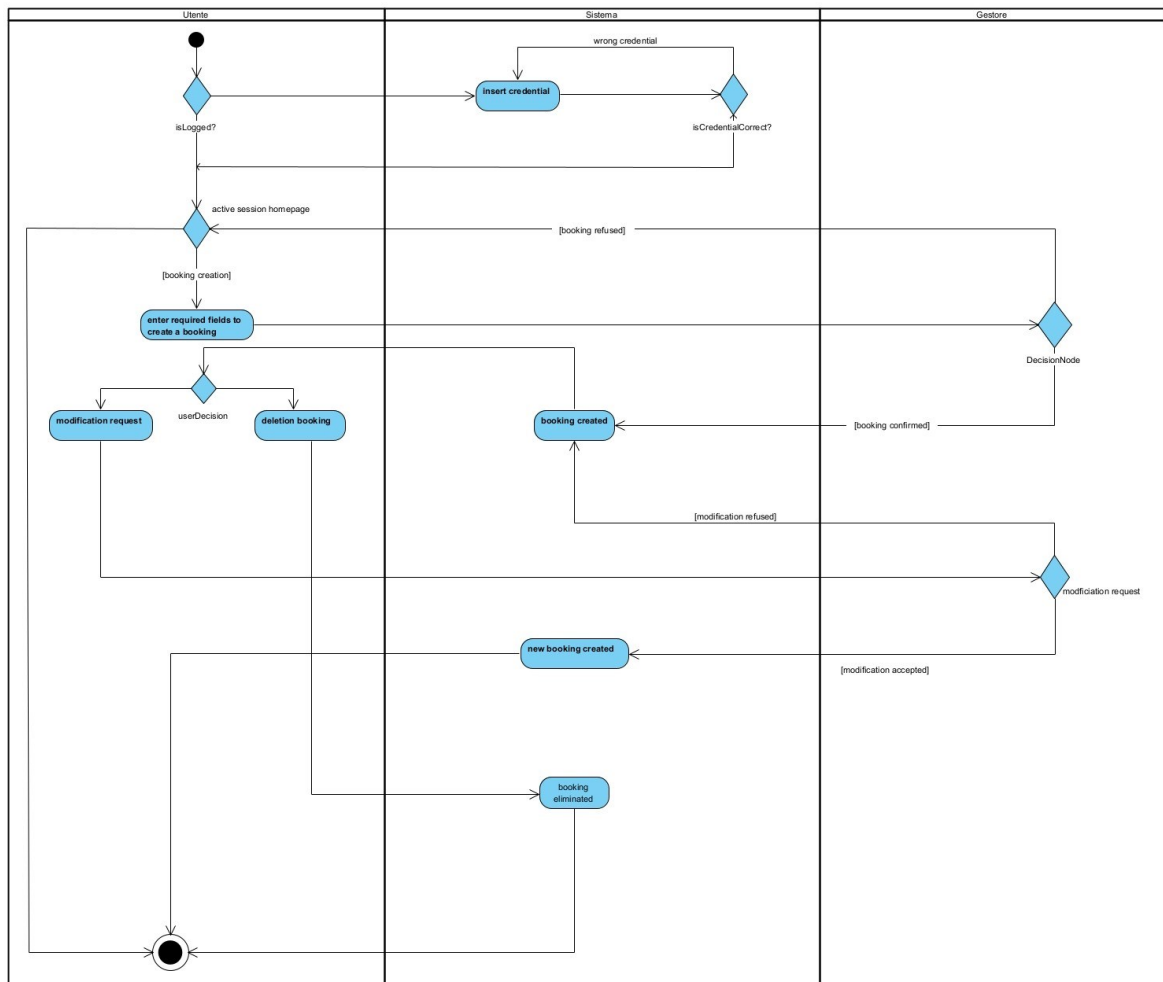 Utente
Sistema
Gestore
wrong credential
insert credential
isLogged?
isCredentialCorrect?
active session homepage
[booking refused]
[booking creation]
enter required fields to
create a booking
DecisionNode
userDecision
modification request
deletion booking
booking created
[booking confirmed]
[modification refused]
modficiation request
new booking created
[modification accepted]
booking
eliminated